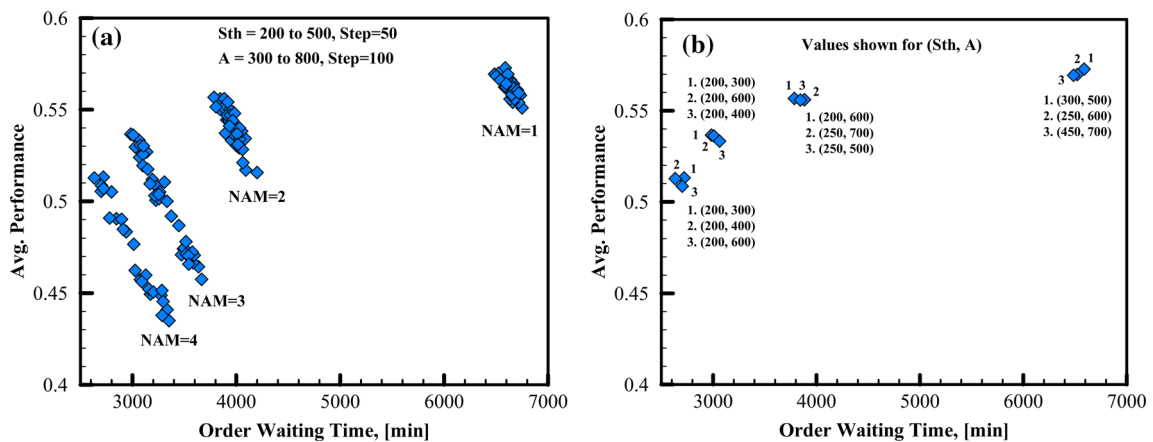 (a)
Sth = 200 to 500, Step=50
A = 300 to 800, Step=100
0.6
0.55
0.5
0.45
0.4
Avg. Performance
NAM=1
NAM=2
NAM=3
NAM=4
3000 4000 5000 6000 7000
Order Waiting Time, [min]
(b)
Values shown for (Sth, A)
0.6
0.55
0.5
0.45
0.4
Avg. Performance
1 3 2
2 1
3
1. (200, 300)
2. (200, 600)
3. (200, 400)
1
2
3
1. (200, 600)
2. (250, 700)
3. (250, 500)
1. (300, 500)
2. (250, 600)
3. (450, 700)
2
1
3
1. (200, 300)
2. (200, 400)
3. (200, 600)
3000 4000 5000 6000 7000
Order Waiting Time, [min]